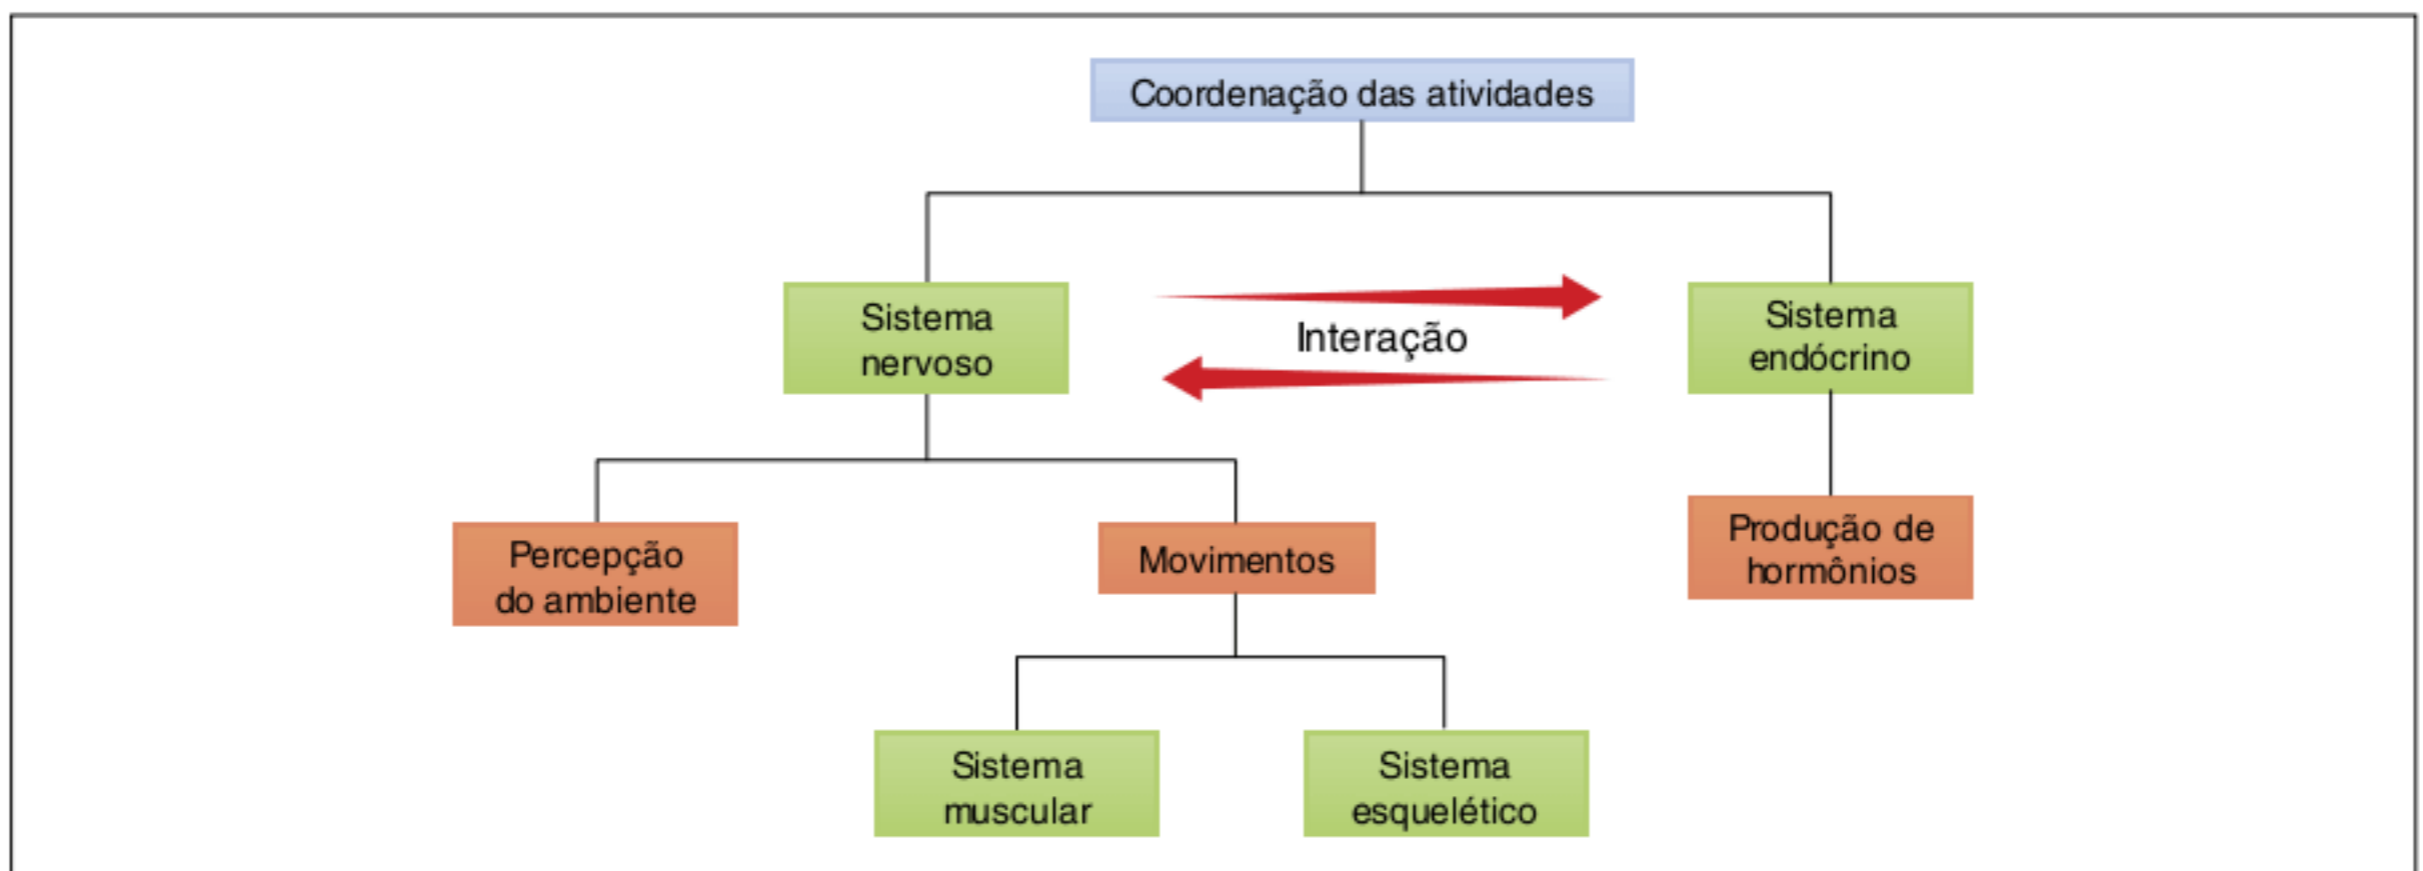 Coordenação das atividades
Sistema
nervoso
Interação
Sistema
endócrino
Percepção
do ambiente
Movimentos
Produção de
hormônios
Sistema
muscular
Sistema
esquelético